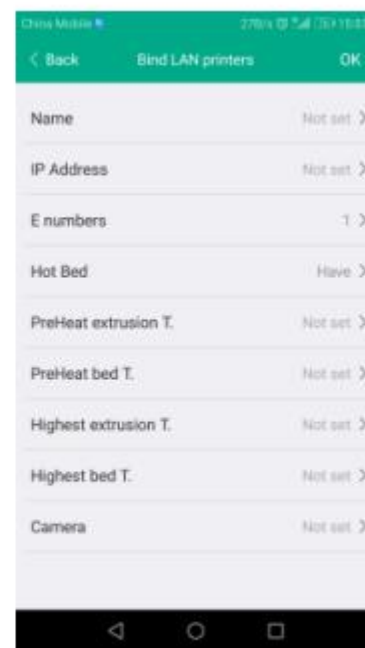 China Mobile
Back Bind LAN printers OK
Name Not set
IP Address Not set
E numbers 1
Hot Bed Have
PreHeat extrusion T. Not set
PreHeat bed T. Not set
Highest extrusion T. Not set
Highest bed T. Not set
Camera Not set